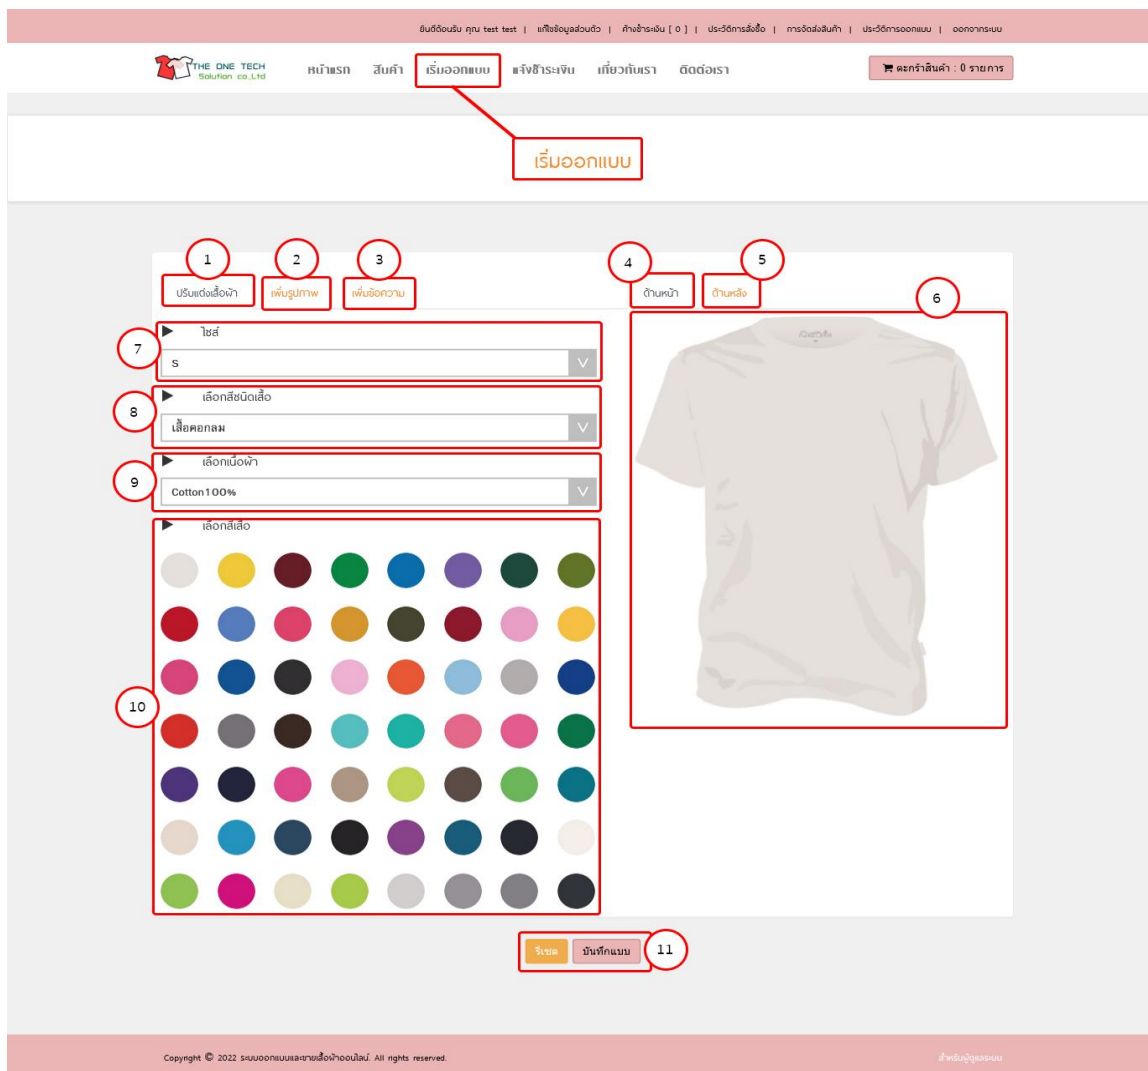 ยินดีต้อนรับ คุณ test test | แก้ไขข้อมูลส่วนตัว | ค้างชำระเงิน [ 0 ] | ประวัติการสั่งซื้อ | การจัดส่งสินค้า | ประวัติการออกแบบ | ออกจากระบบ
THE ONE TECH
Solution co.,Ltd
หน้าแรก สินค้า เริ่มออกแบบ แจ้งชำระเงิน เกี่ยวกับเรา ติดต่อเรา
ตะกร้าสินค้า : 0 รายการ
เริ่มออกแบบ
1 2 3 4 5
ปรับแต่งเสื้อผ้า เพิ่มรูปภาพ เพิ่มข้อความ ด้านหน้า ด้านหลัง
6
7
ไซส์
S
V
8
เลือกสีชนิดเสื้อ
เสื้อคอกลม
V
9
เลือกเนื้อผ้า
Cotton100%
V
เลือกสีเสื้อ
10
รีเซต บันทึกแบบ 11
Copyright © 2022 ระบบออกแบบและขายเสื้อผ้าออนไลน์. All rights reserved.
สำหรับผู้ดูแลระบบ